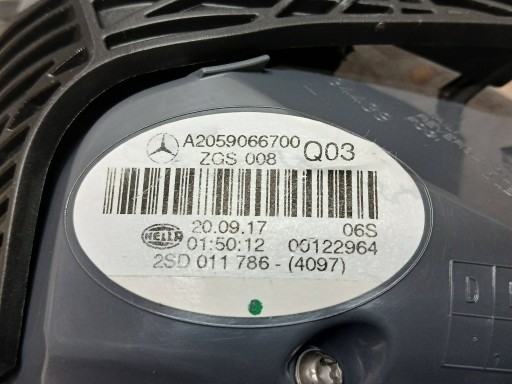 A2059066700 Q03
ZGS 008
20.09.17 06S
HELLA 01:50:12 00122964
2SD 011 786-(4097)